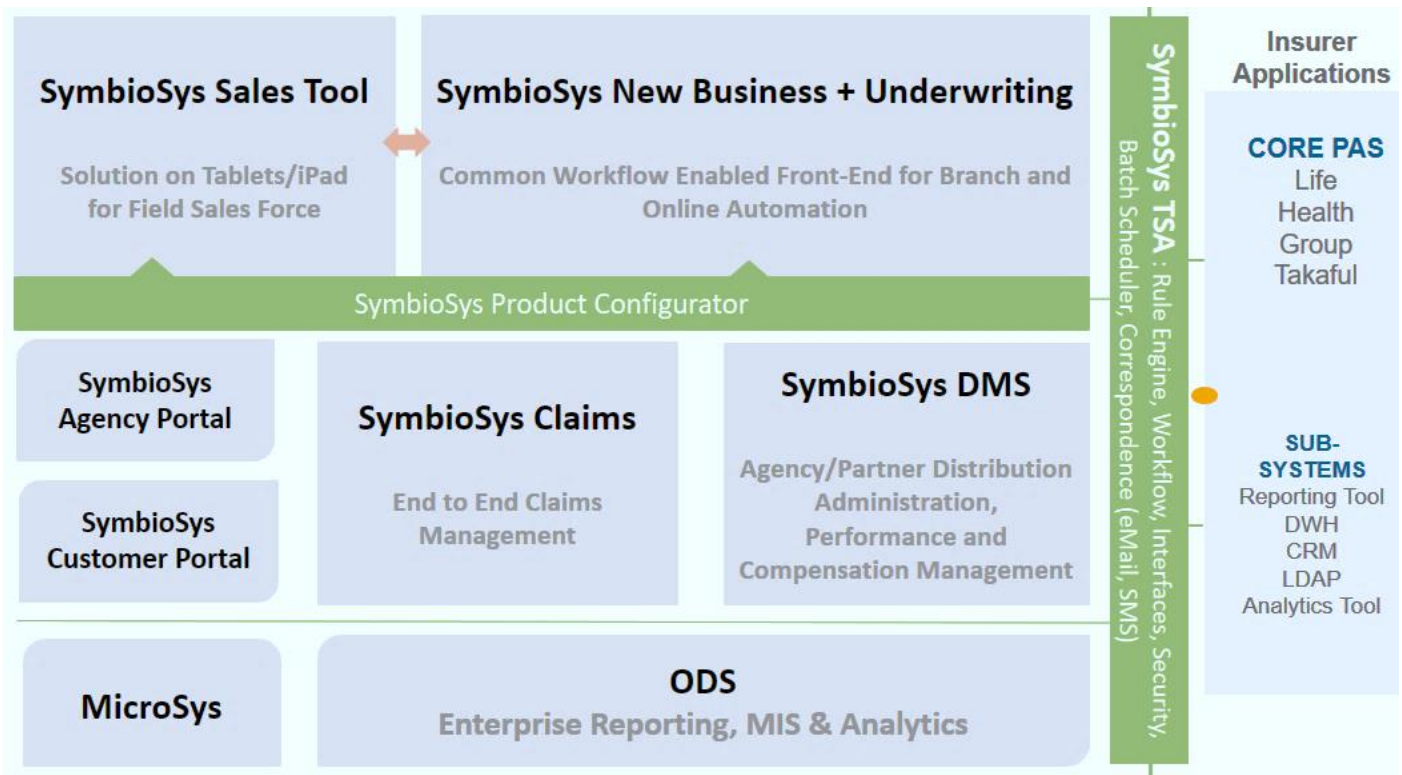 SymbioSys Sales Tool
Solution on Tablets/iPad
for Field Sales Force
SymbioSys New Business + Underwriting
Common Workflow Enabled Front-End for Branch and
Online Automation
SymbioSys Product Configurator
SymbioSys
Agency Portal
SymbioSys
Customer Portal
SymbioSys Claims
End to End Claims
Management
SymbioSys DMS
Agency/Partner Distribution
Administration,
Performance and
Compensation Management
MicroSys
ODS
Enterprise Reporting, MIS & Analytics
SymbioSys TSA : Rule Engine, Workflow, Interfaces, Security,
Batch Scheduler, Correspondence (eMail, SMS)
Insurer
Applications
CORE PAS
Life
Health
Group
Takaful
SUB-
SYSTEMS
Reporting Tool
DWH
CRM
LDAP
Analytics Tool